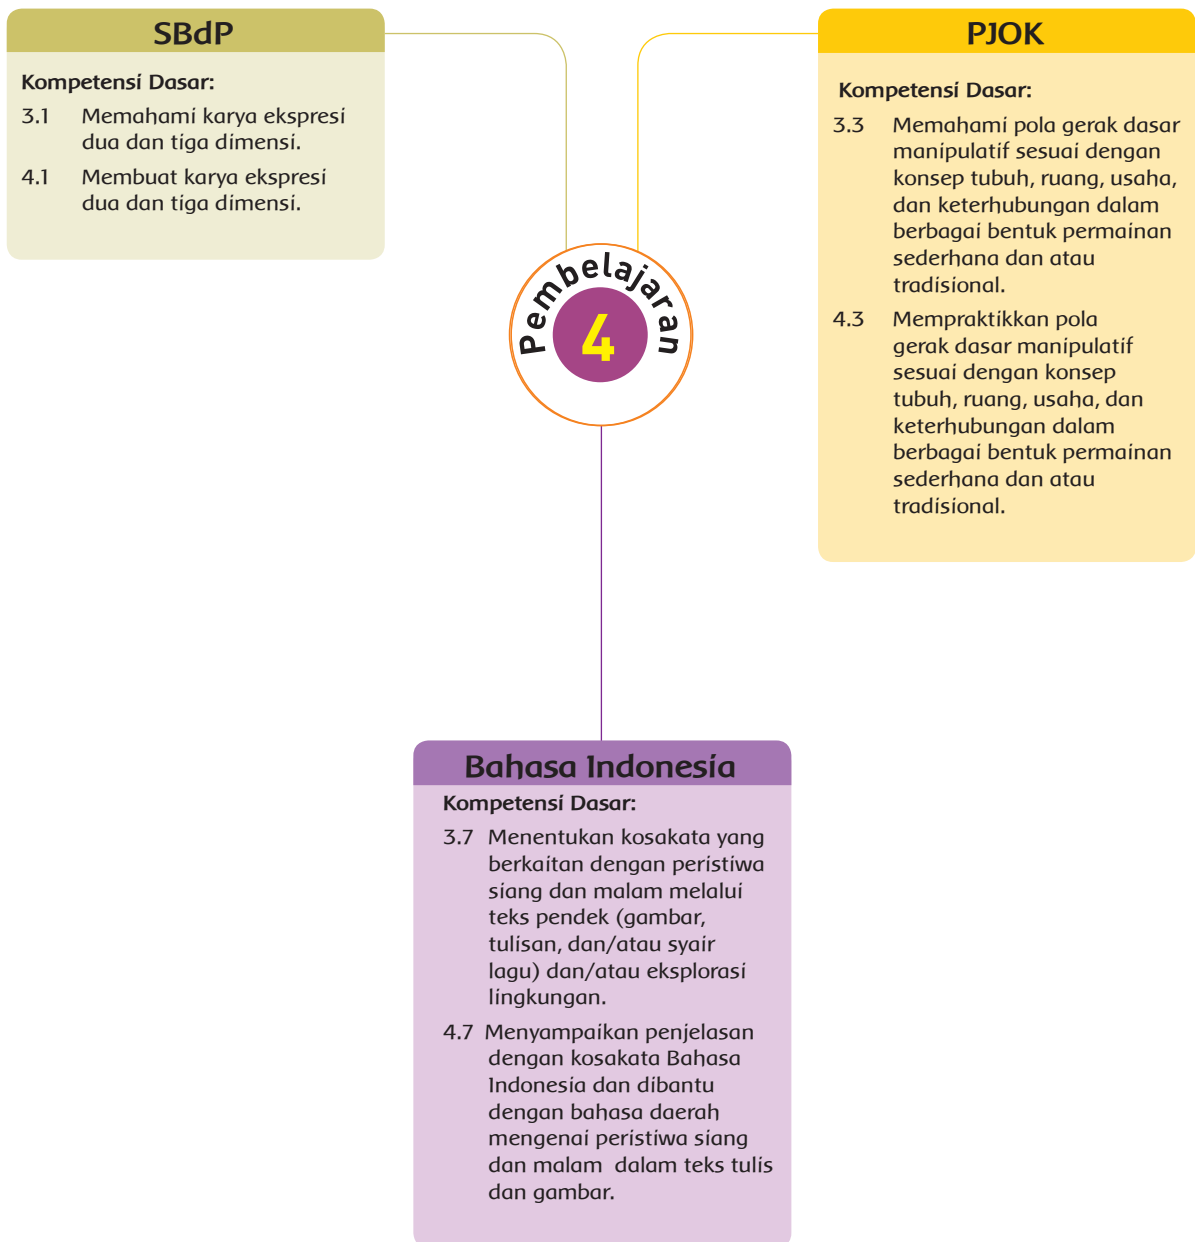 SBdP
Kompetensi Dasar:
3.1 Memahami karya ekspresi
dua dan tiga dimensi.
4.1 Membuat karya ekspresi
dua dan tiga dimensi.
PJOK
Kompetensi Dasar:
3.3 Memahami pola gerak dasar
manipulatif sesuai dengan
konsep tubuh, ruang, usaha,
dan keterhubungan dalam
berbagai bentuk permainan
sederhana dan atau
tradisional.
4.3 Mempraktikkan pola
gerak dasar manipulatif
sesuai dengan konsep
tubuh, ruang, usaha, dan
keterhubungan dalam
berbagai bentuk permainan
sederhana dan atau
tradisional.
Pembelajaran
4
Bahasa Indonesia
Kompetensi Dasar:
3.7 Menentukan kosakata yang
berkaitan dengan peristiwa
siang dan malam melalui
teks pendek (gambar,
tulisan, dan/atau syair
lagu) dan/atau eksplorasi
lingkungan.
4.7 Menyampaikan penjelasan
dengan kosakata Bahasa
Indonesia dan dibantu
dengan bahasa daerah
mengenai peristiwa siang
dan malam dalam teks tulis
dan gambar.